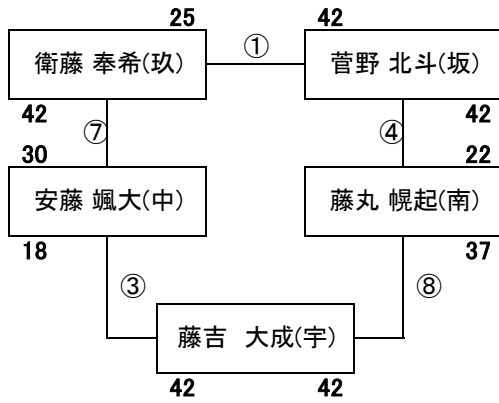 25 42
①
衛藤 奉希(玖) 菅野 北斗(坂)
42 ⑦ ④ 42
30 22
安藤 颯大(中) 藤丸 幌起(南)
18 37
③ ⑧
藤吉　大成(宇)
42 42